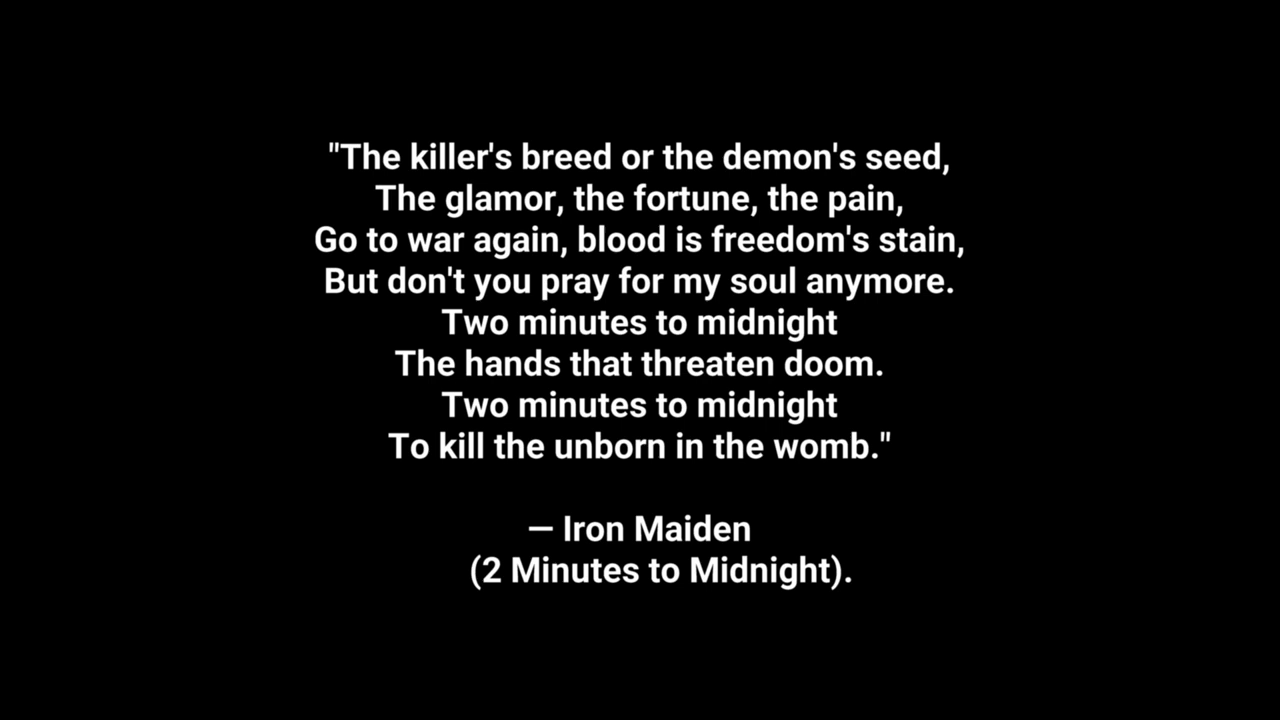 "The killer's breed or the demon's seed,
The glamor, the fortune, the pain,
Go to war again, blood is freedom's stain,
But don't you pray for my soul anymore.
Two minutes to midnight
The hands that threaten doom.
Two minutes to midnight
To kill the unborn in the womb."
— Iron Maiden
(2 Minutes to Midnight).